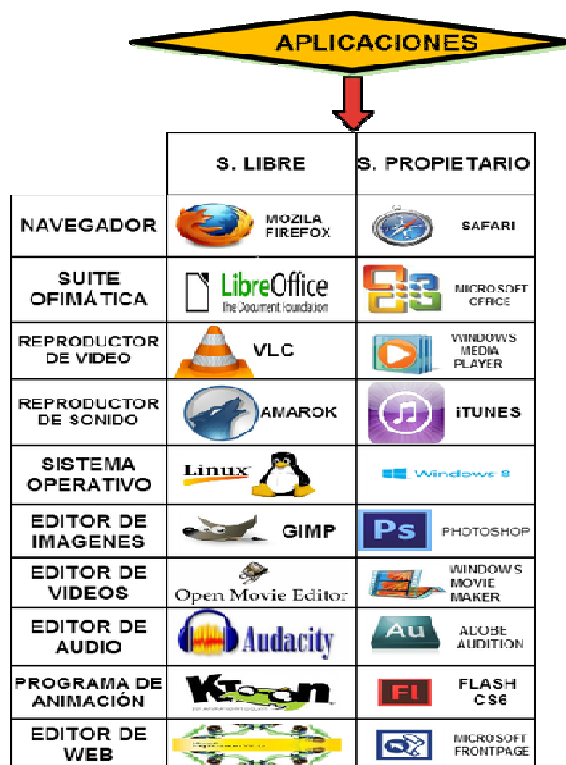 APLICACIONES
S. LIBRE
S. PROPIETARIO
NAVEGADOR
MOZILA
FIREFOX
SAFARI
SUITE
OFIMÁTICA
LibreOffice
The Document Foundation
MICROSOFT
OFFICE
REPRODUCTOR
DE VIDEO
VLC
WINDOWS
MEDIA
PLAYER
REPRODUCTOR
DE SONIDO
AMAROK
iTUNES
SISTEMA
OPERATIVO
Linux
Windows 8
EDITOR DE
IMAGENES
GIMP
Ps
PHOTOSHOP
EDITOR DE
VIDEOS
Open Movie Editor
WINDOWS
MOVIE
MAKER
EDITOR DE
AUDIO
Audacity
Au
ADOBE
AUDITION
PROGRAMA DE
ANIMACIÓN
KTooN
Fl
FLASH
CS6
EDITOR DE
WEB
MICROSOFT
FRONTPAGE